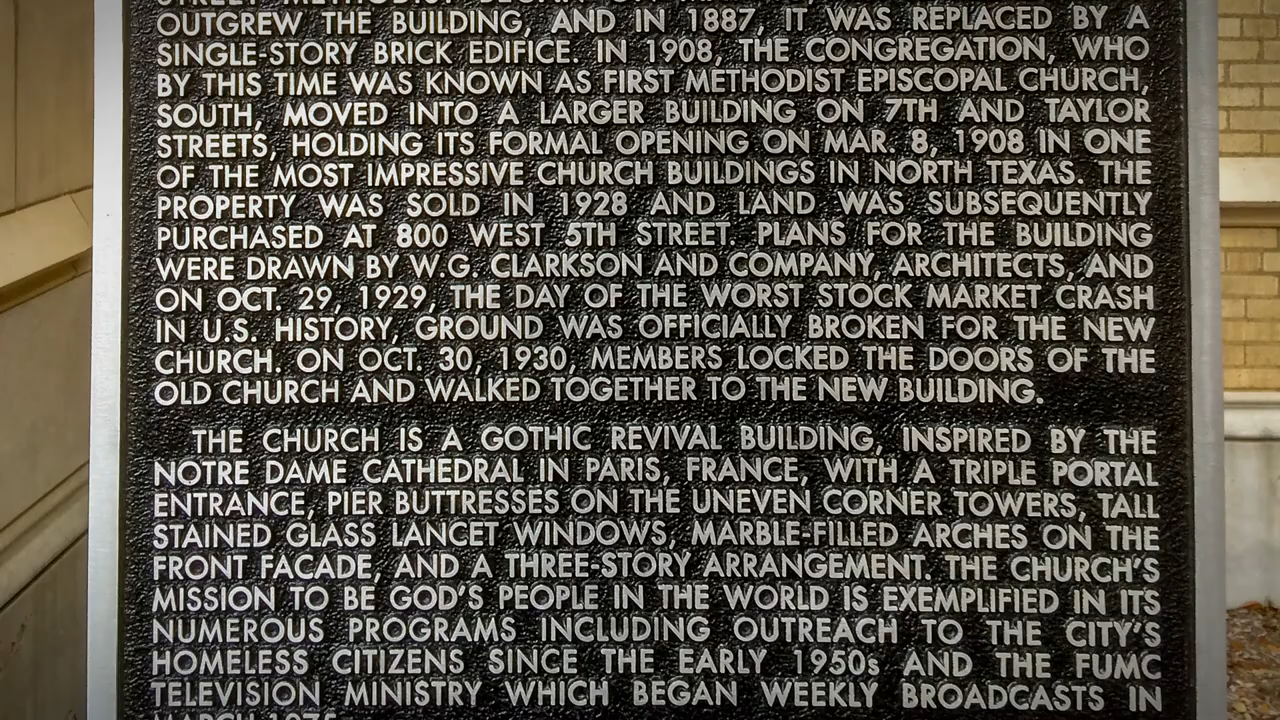 STREET METHODIST BEGAN
OUTGREW THE BUILDING, AND IN 1887, IT WAS REPLACED BY A
SINGLE-STORY BRICK EDIFICE. IN 1908, THE CONGREGATION, WHO
BY THIS TIME WAS KNOWN AS FIRST METHODIST EPISCOPAL CHURCH,
SOUTH, MOVED INTO A LARGER BUILDING ON 7TH AND TAYLOR
STREETS, HOLDING ITS FORMAL OPENING ON MAR. 8, 1908 IN ONE
OF THE MOST IMPRESSIVE CHURCH BUILDINGS IN NORTH TEXAS. THE
PROPERTY WAS SOLD IN 1928 AND LAND WAS SUBSEQUENTLY
PURCHASED AT 800 WEST 5TH STREET. PLANS FOR THE BUILDING
WERE DRAWN BY W.G. CLARKSON AND COMPANY, ARCHITECTS, AND
ON OCT. 29, 1929, THE DAY OF THE WORST STOCK MARKET CRASH
IN U.S. HISTORY, GROUND WAS OFFICIALLY BROKEN FOR THE NEW
CHURCH. ON OCT. 30, 1930, MEMBERS LOCKED THE DOORS OF THE
OLD CHURCH AND WALKED TOGETHER TO THE NEW BUILDING.
THE CHURCH IS A GOTHIC REVIVAL BUILDING, INSPIRED BY THE
NOTRE DAME CATHEDRAL IN PARIS, FRANCE, WITH A TRIPLE PORTAL
ENTRANCE, PIER BUTTRESSES ON THE UNEVEN CORNER TOWERS, TALL
STAINED GLASS LANCET WINDOWS, MARBLE-FILLED ARCHES ON THE
FRONT FACADE, AND A THREE-STORY ARRANGEMENT. THE CHURCH'S
MISSION TO BE GOD'S PEOPLE IN THE WORLD IS EXEMPLIFIED IN ITS
NUMEROUS PROGRAMS INCLUDING OUTREACH TO THE CITY'S
HOMELESS CITIZENS SINCE THE EARLY 1950s AND THE FUMC
TELEVISION MINISTRY WHICH BEGAN WEEKLY BROADCASTS IN
MARCH 1975